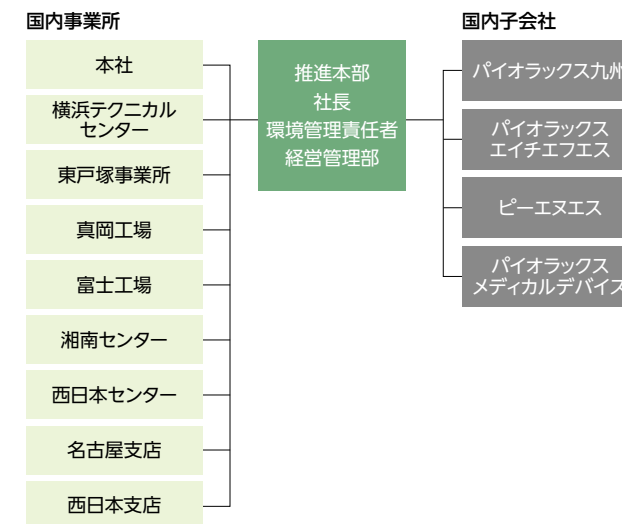 国内事業所
本社
横浜テクニカル
センター
東戸塚事業所
真岡工場
富士工場
湘南センター
西日本センター
名古屋支店
西日本支店
推進本部
社長
環境管理責任者
経営管理部
国内子会社
パイオラックス九州
パイオラックス
エイチエフエス
ピーエヌエス
パイオラックス
メディカルデバイス